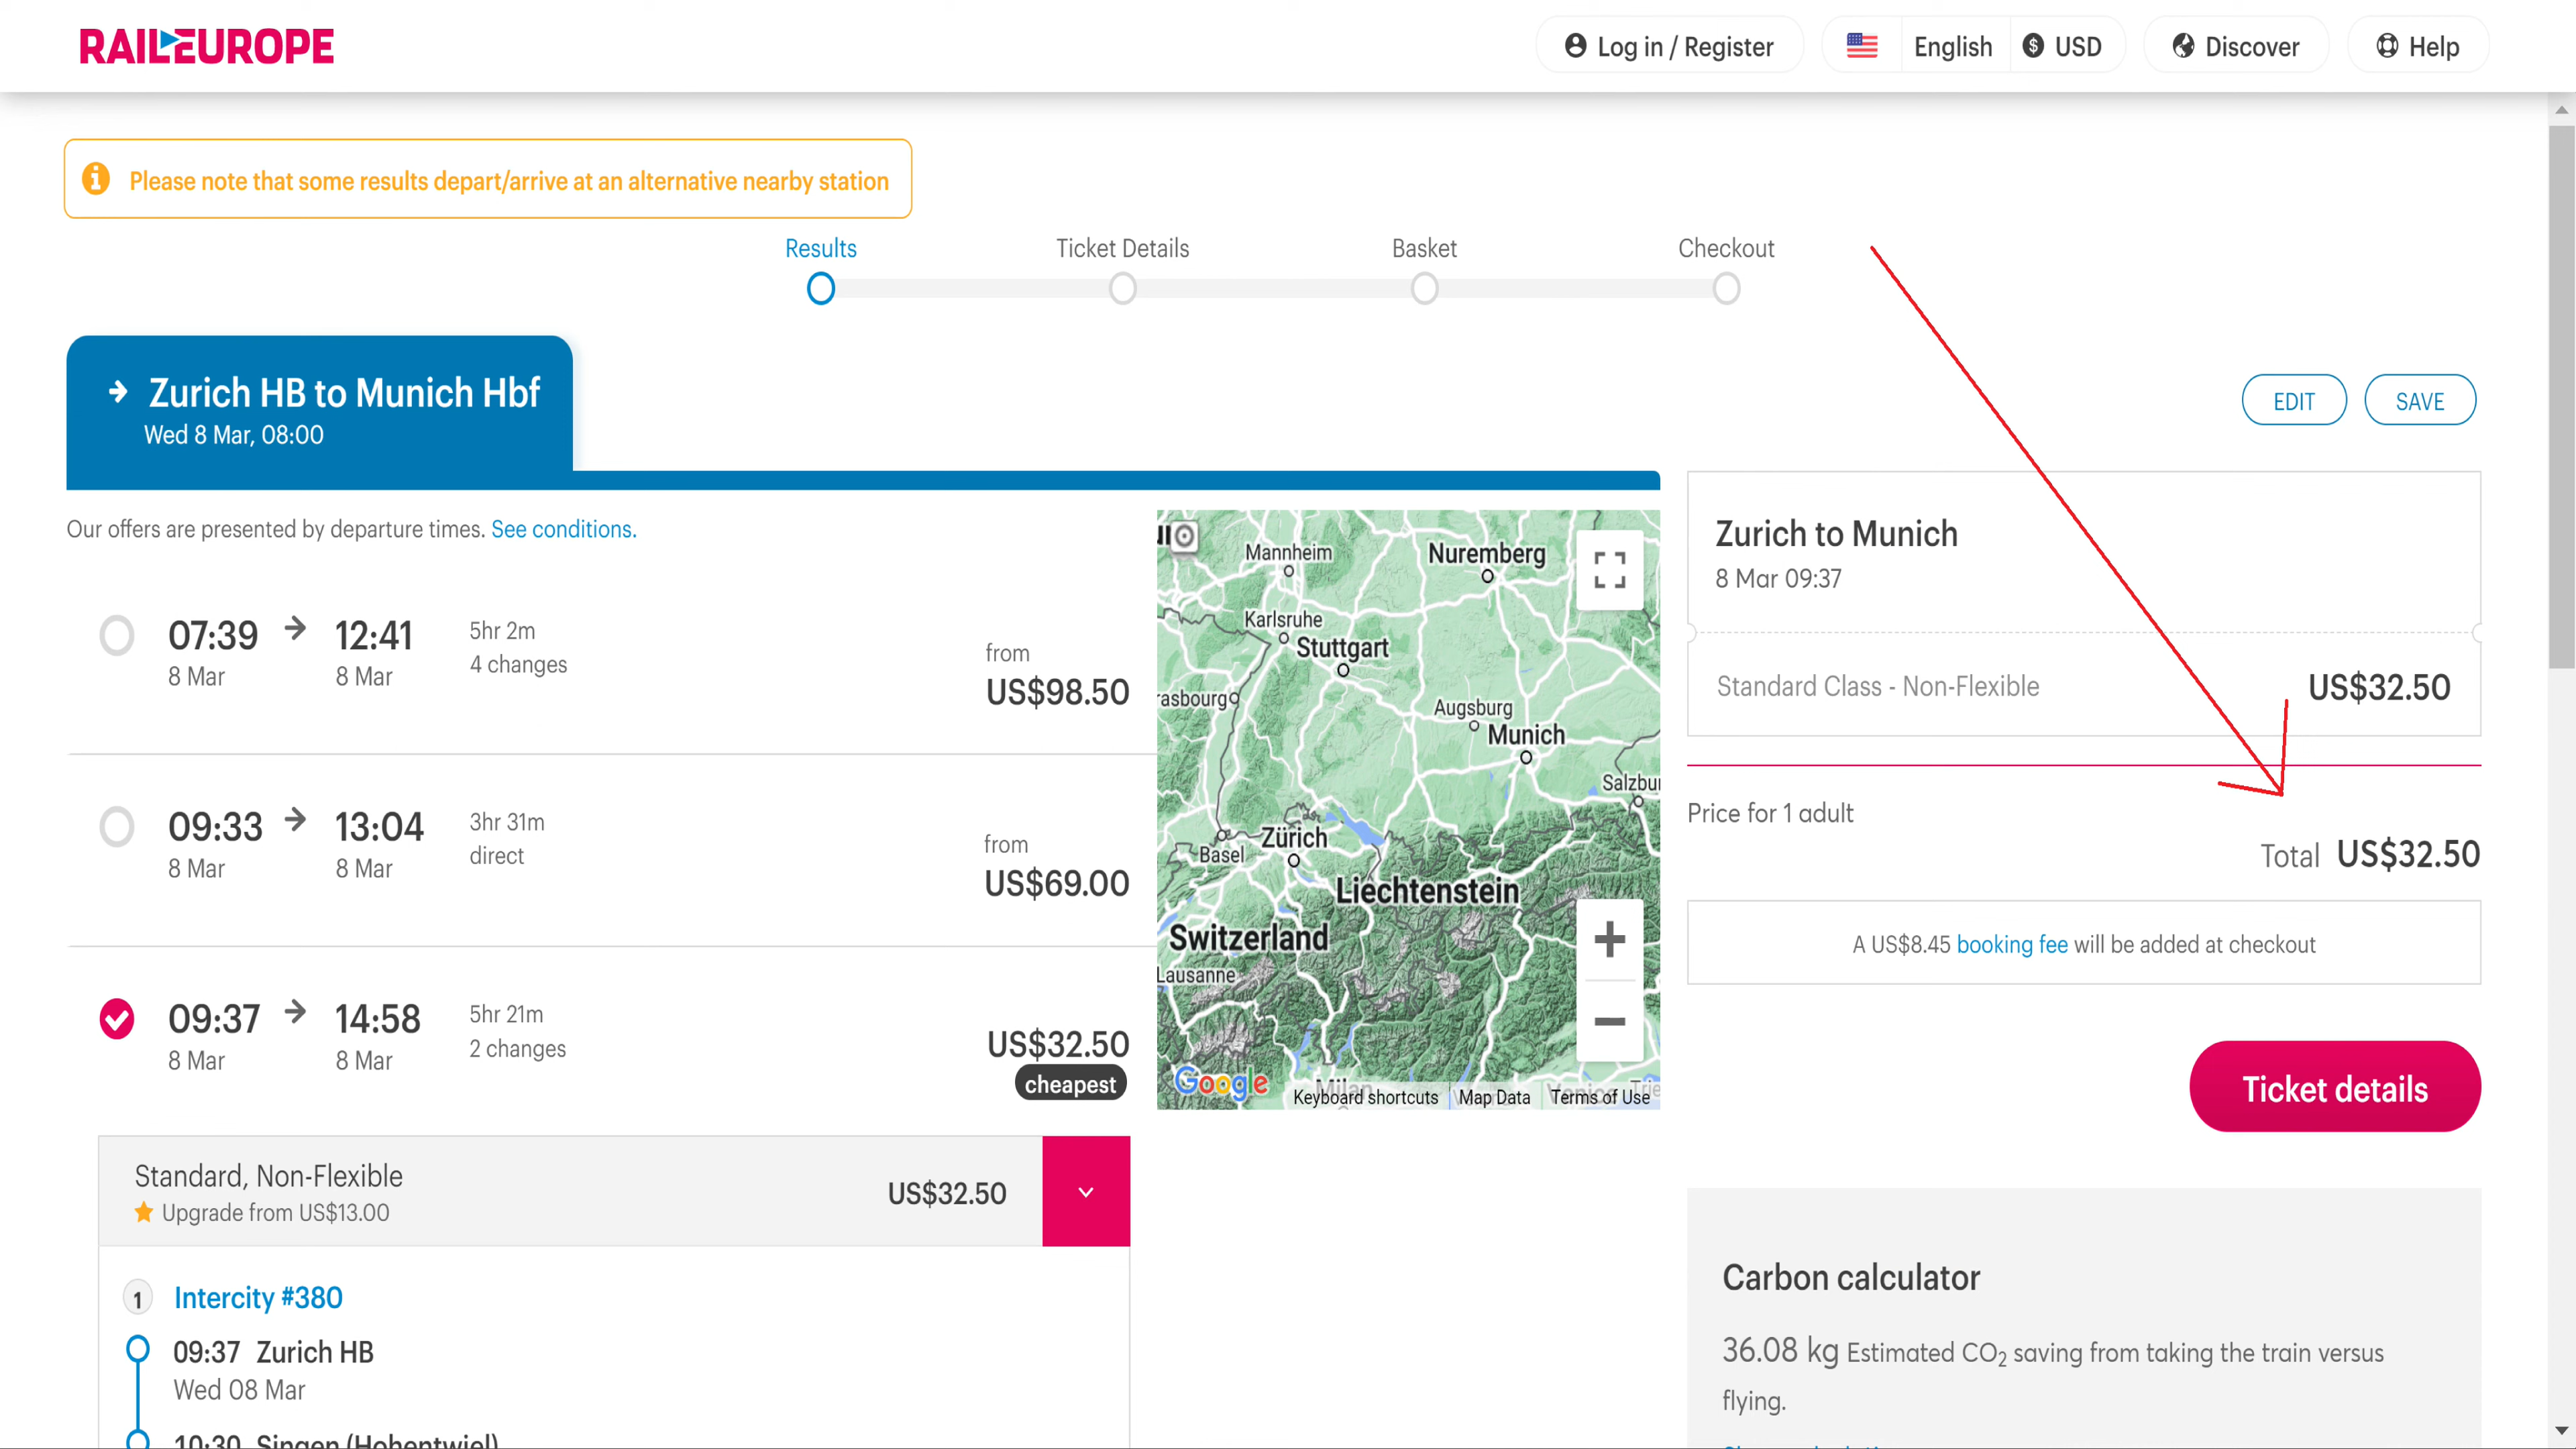 RAILEUROPE
Log in / Register
English
USD
Discover
Help
Please note that some results depart/arrive at an alternative nearby station
Results
Ticket Details
Basket
Checkout
Zurich HB to Munich Hbf
Wed 8 Mar, 08:00
EDIT
SAVE
Our offers are presented by departure times. See conditions.
07:39
12:41
5hr 2m
8 Mar
8 Mar
4 changes
from
US$98.50
09:33
13:04
3hr 31m
8 Mar
8 Mar
direct
from
US$69.00
09:37
14:58
5hr 21m
8 Mar
8 Mar
2 changes
US$32.50
cheapest
Standard, Non-Flexible
Upgrade from US$13.00
US$32.50
1 Intercity #380
09:37 Zurich HB
Wed 08 Mar
10:30 Singen (Hohentwiel)
Mannheim
Nuremberg
Karlsruhe
Stuttgart
rasbourg
Augsburg
Munich
Salzbu
Zürich
Basel
Liechtenstein
Switzerland
Lausanne
Google
Milan
Keyboard shortcuts
Map Data
Terms of Use
Zurich to Munich
8 Mar 09:37
Standard Class - Non-Flexible
US$32.50
Price for 1 adult
Total US$32.50
A US$8.45 booking fee will be added at checkout
Ticket details
Carbon calculator
36.08 kg Estimated CO₂ saving from taking the train versus
flying.